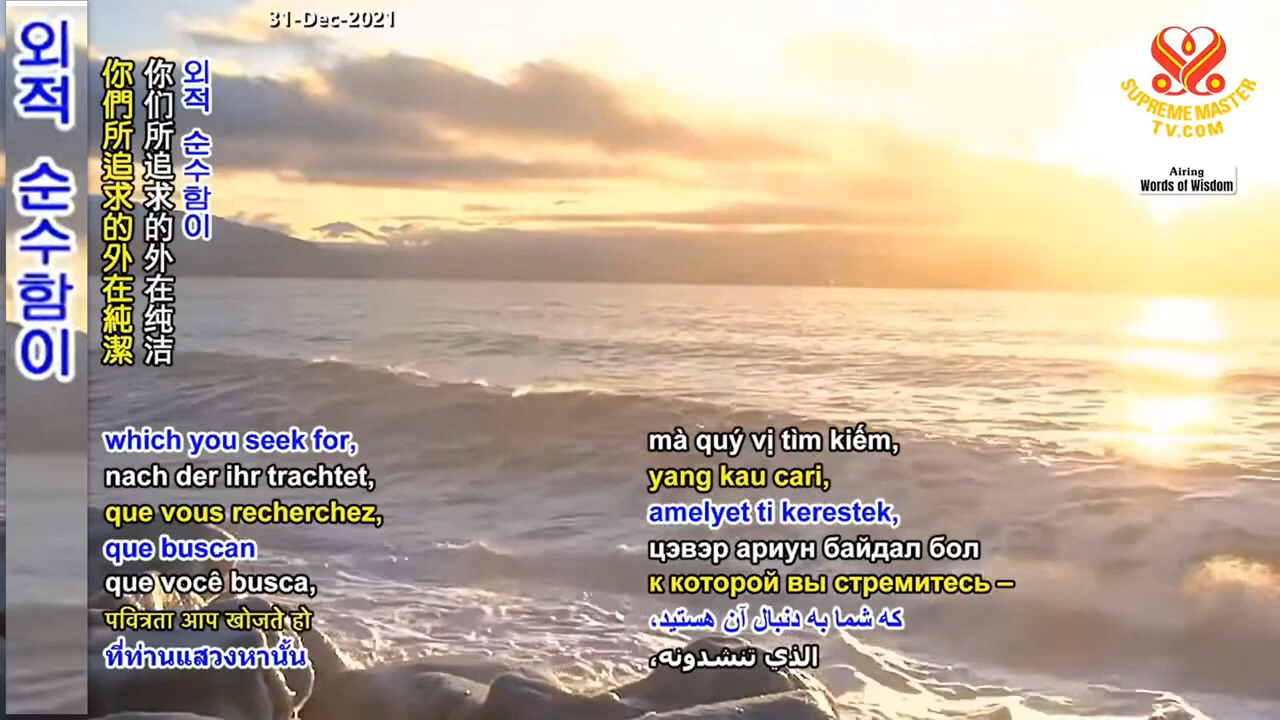 31-Dec-2021
외적 순수함이
你們所追求的外在純潔
你们所追求的外在纯洁
외적 순수함이
SUPREME MASTER
TV.COM
Airing
Words of Wisdom
which you seek for,
nach der ihr trachtet,
que vous recherchez,
que buscan
que você busca,
पवित्रता आप खोजते हो
ที่ท่านแสวงหานั้น
mà quý vị tìm kiếm,
yang kau cari,
amelyet ti kerestek,
цэвэр ариун байдал бол
к которой вы стремитесь –
که شما به دنبال آن هستید،
الذي تنشدونه،